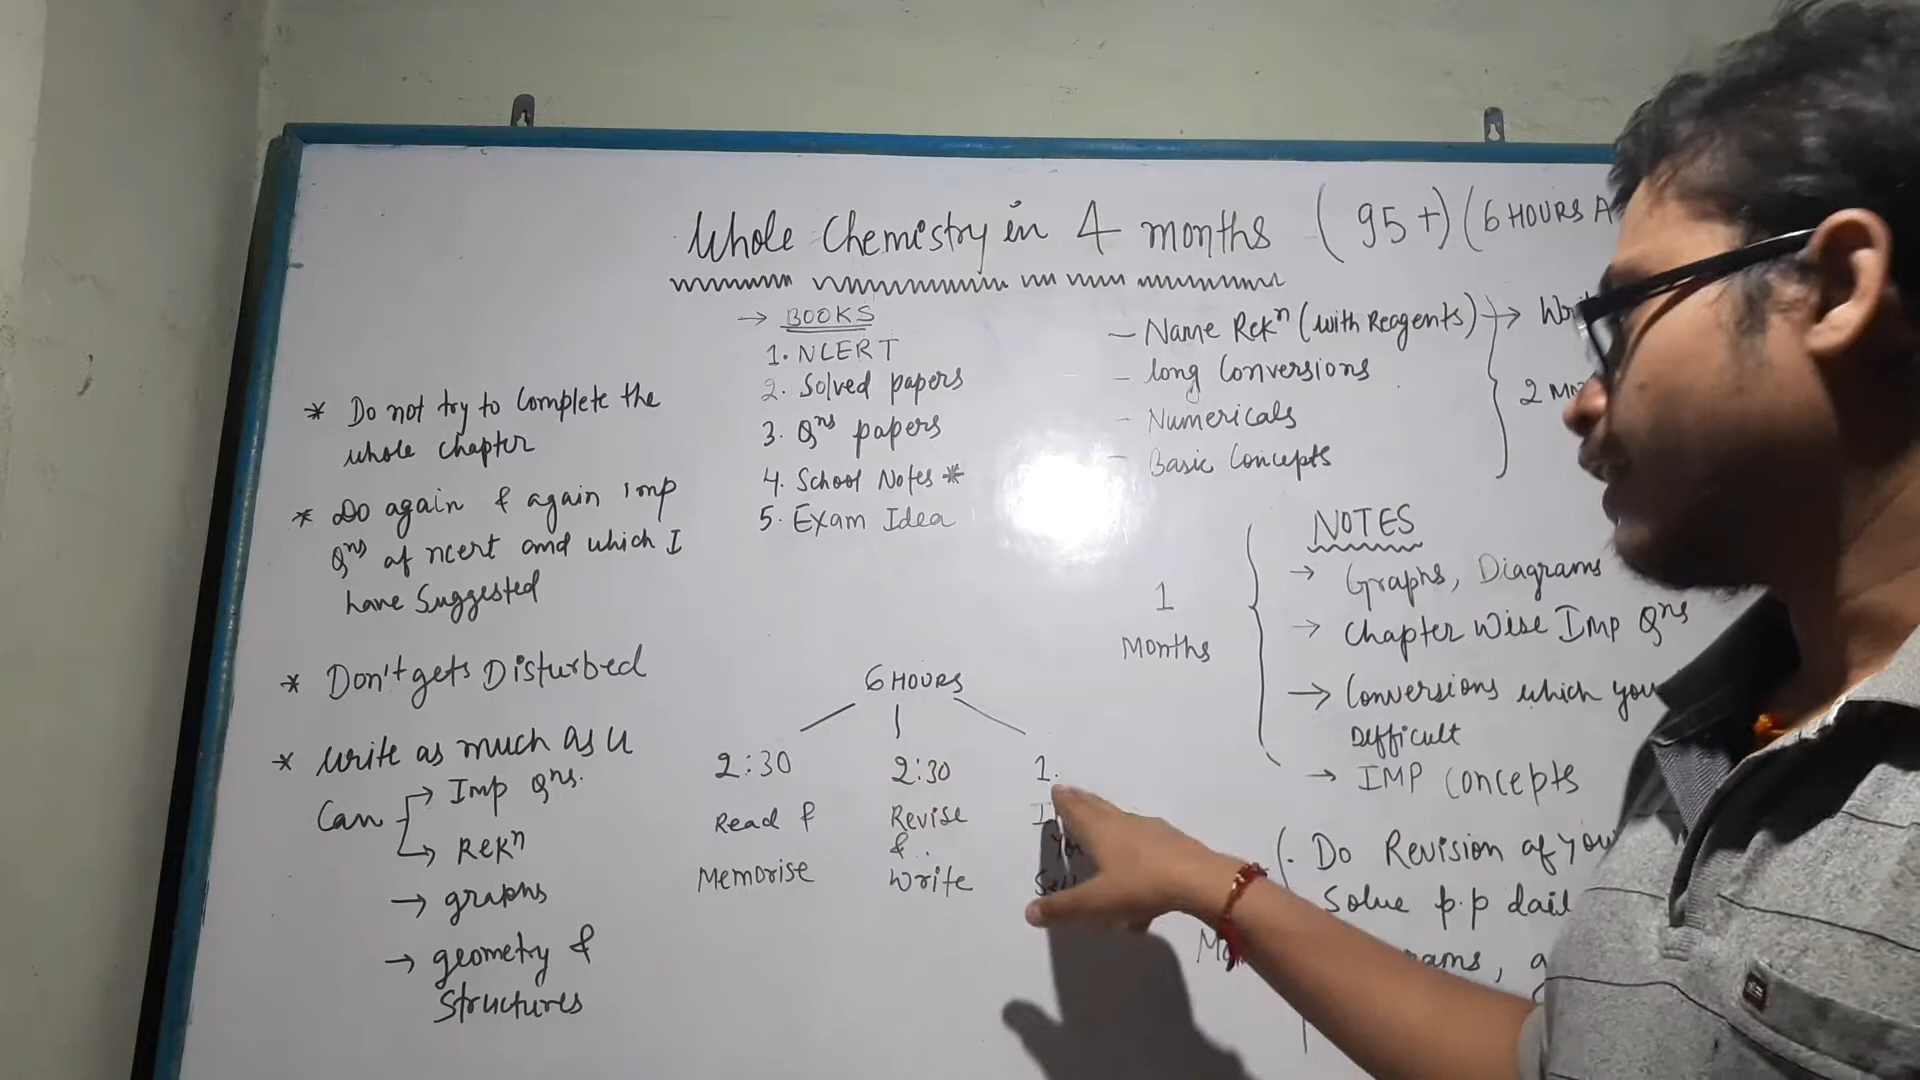 Whole Chemistry in 4 months (95+) (6 HOURS A
→ BOOKS
1. NCERT
2. Solved papers
3. Qns papers
4. School Notes *
5. Exam Idea
* Do not try to Complete the
whole chapter
* Do again & again imp
Qns of ncert and which I
have Suggested
* Don't gets Disturbed
* Write as much as U
Can → Imp Qns.
→ Rekn
→ graphs
→ geometry &
Structures
6 HOURS
2:30
Read &
Memorise
2:30
Revise
&
Write
1.
You
- Name Rekn (with Reagents) →
- long Conversions
- Numericals
- Basic Concepts
2
1
Months
NOTES
→ Graphs, Diagrams
→ Chapter Wise Imp Qns
→ Conversions which you
Difficult
→ IMP Concepts
Do Revision of you
Solve p.p